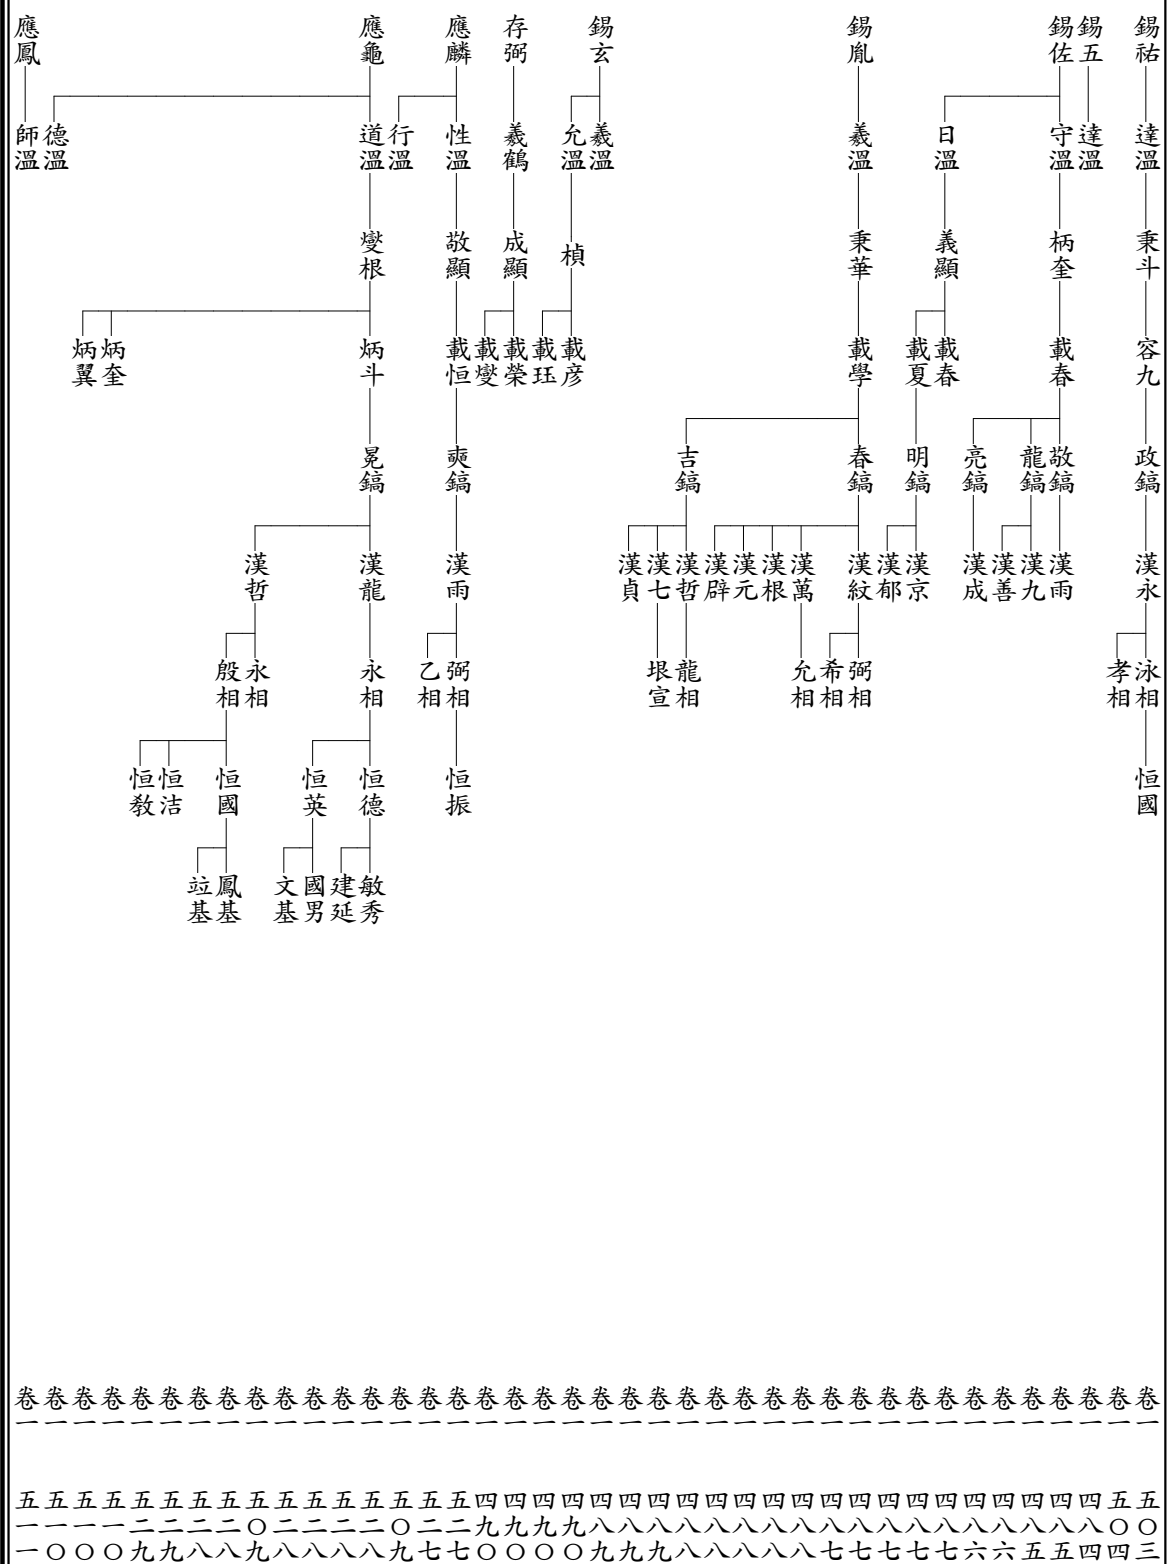 錫祐 達溫 秉斗 容九 政鎬 漢永 泳相 恒國 卷一 五〇三
孝相 卷一 五〇四
錫五 達溫 卷一 四八四
錫佐 守溫 柄奎 載春 敬鎬 漢雨 卷一 四八五
龍鎬 漢九 卷一 四八五
漢善 卷一 四八六
亮鎬 漢成 卷一 四八六
日溫 義顯 載春 卷一 四八七
載夏 明鎬 漢京 卷一 四八七
漢郁 卷一 四八七
錫胤 羲溫 秉華 載學 春鎬 漢紋 弼相 卷一 四八七
希相 卷一 四八七
漢萬 允相 卷一 四八八
漢根 卷一 四八八
漢元 卷一 四八八
漢辟 卷一 四八八
吉鎬 漢哲 龍相 卷一 四八八
漢七 垠宣 卷一 四八九
漢貞 卷一 四八九
錫玄 羲溫 卷一 四八九
允溫 楨 載彦 卷一 四九〇
載珏 卷一 四九〇
存弼 羲鶴 成顯 載榮 卷一 四九〇
載燮 卷一 四九〇
應麟 性溫 敬顯 載恒 奭鎬 漢雨 弼相 恒振 卷一 五二七
乙相 卷一 五二七
行溫 卷一 五〇九
應龜 道溫 燮根 炳斗 冕鎬 漢龍 永相 恒德 敏秀 卷一 五二八
建延 卷一 五二八
恒英 國男 卷一 五二八
文基 卷一 五二八
漢哲 永相 卷一 五〇九
殷相 恒國 鳳基 卷一 五二八
竝基 卷一 五二八
恒洁 卷一 五二九
恒教 卷一 五二九
炳奎 卷一 五一〇
炳翼 卷一 五一〇
德溫 卷一 五一〇
應鳳 師溫 卷一 五一一